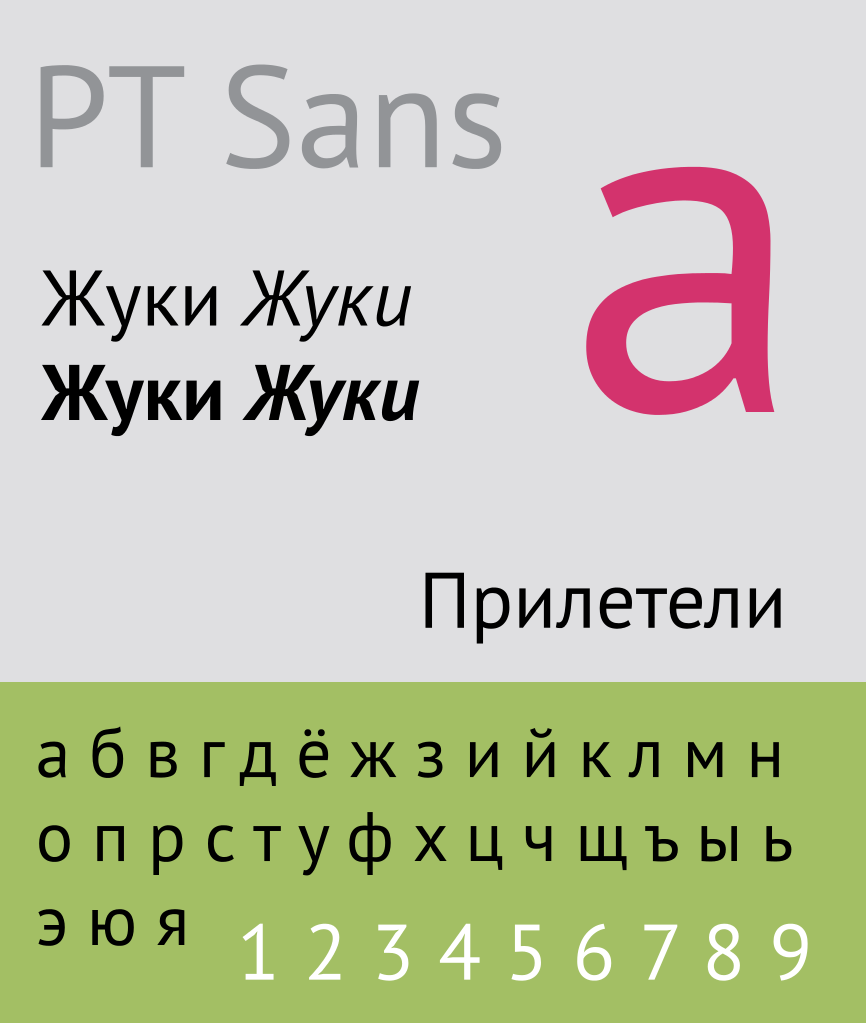 PT Sans
а
Жуки Жуки
Жуки Жуки
Прилетели
а б в г д ё ж з и й к л м н
о п р с т у ф х ц ч щ ъ ы ь
э ю я
1 2 3 4 5 6 7 8 9